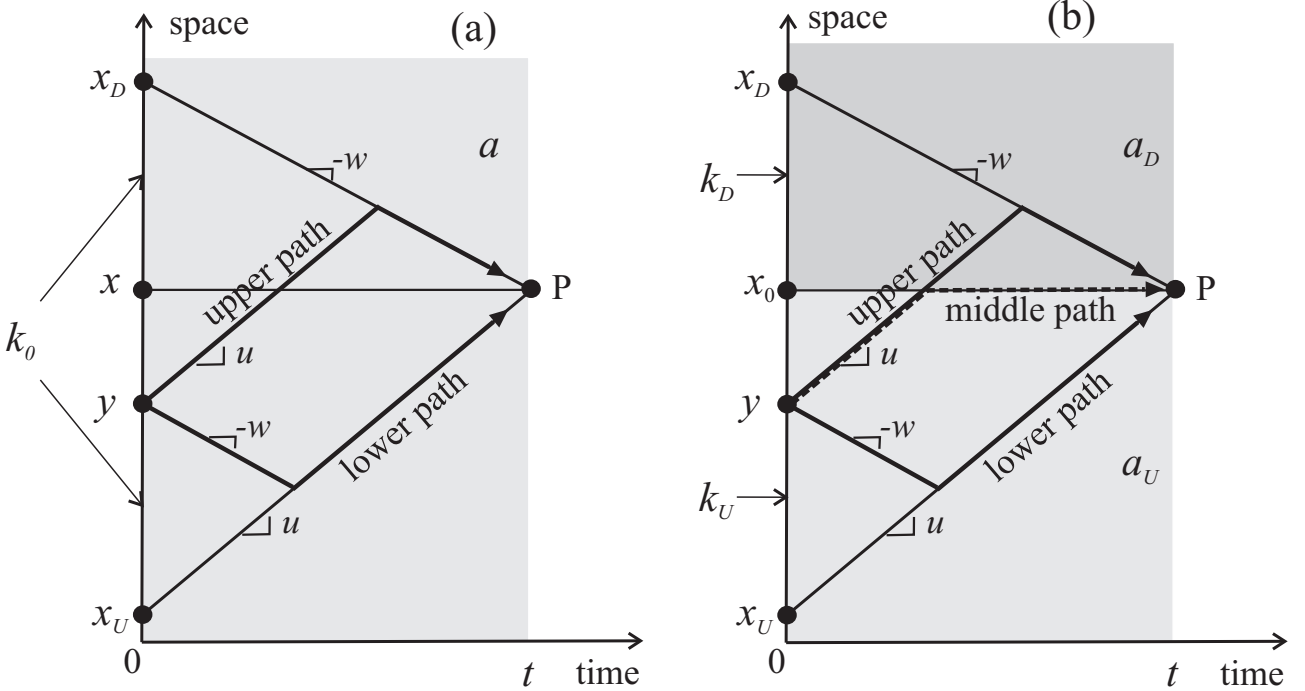 (a)
space
x_D
-w
a
upper path
x
P
u
k_0
y
-w
lower path
u
x_U
0
t
time
(b)
space
x_D
-w
a_D
k_D
upper path
x_0
P
middle path
u
y
-w
lower path
a_U
k_U
u
x_U
0
t
time